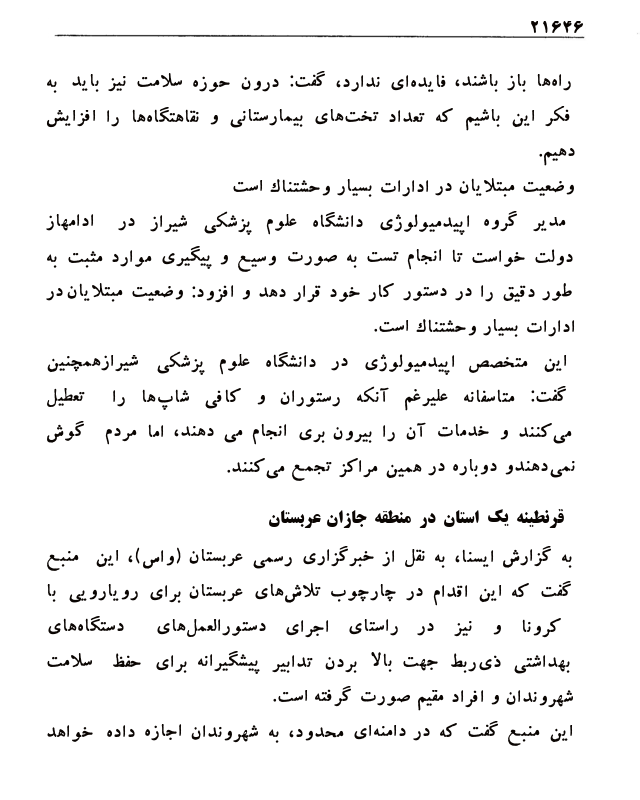 ۲۱۶۴۶
راه‌ها باز باشند، فایده‌ای ندارد، گفت: درون حوزه سلامت نیز باید به
فکر این باشیم که تعداد تخت‌های بیمارستانی و نقاهتگاه‌ها را افزایش
دهیم.
وضعیت مبتلایان در ادارات بسیار وحشتناك است
مدیر گروه اپیدمیولوژی دانشگاه علوم پزشکی شیراز در ادامهاز
دولت خواست تا انجام تست به صورت وسیع و پیگیری موارد مثبت به
طور دقیق را در دستور کار خود قرار دهد و افزود: وضعیت مبتلایان در
ادارات بسیار وحشتناك است.
این متخصص اپیدمیولوژی در دانشگاه علوم پزشکی شیرازهمچنین
گفت: متاسفانه علیرغم آنکه رستوران و کافی شاپ‌ها را تعطیل
می‌کنند و خدمات آن را بیرون بری انجام می دهند، اما مردم گوش
نمی‌دهندو دوباره در همین مراکز تجمع می‌کنند.
قرنطینه یک استان در منطقه جازان عربستان
به گزارش ایسنا، به نقل از خبرگزاری رسمی عربستان (واس)، این منبع
گفت که این اقدام در چارچوب تلاش‌های عربستان برای رویارویی با
کرونا و نیز در راستای اجرای دستورالعمل‌های دستگاه‌های
بهداشتی ذی‌ربط جهت بالا بردن تدابیر پیشگیرانه برای حفظ سلامت
شهروندان و افراد مقیم صورت گرفته است.
این منبع گفت که در دامنه‌ای محدود، به شهروندان اجازه داده خواهد